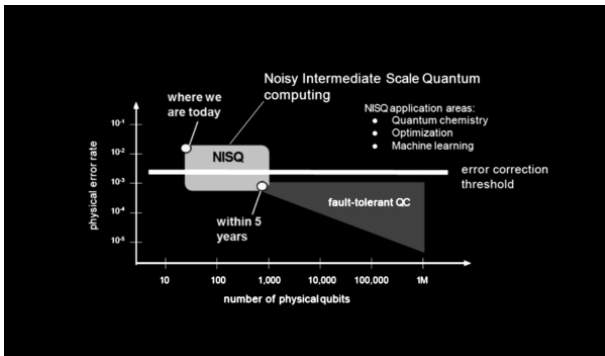 Noisy Intermediate Scale Quantum
computing
where we
are today
NISQ application areas:
Quantum chemistry
Optimization
Machine learning
NISQ
error correction
threshold
fault-tolerant QC
within 5
years
physical error rate
10-1
10-2
10-3
10-4
10-5
10
100
1,000
10,000
100,000
1M
number of physical qubits